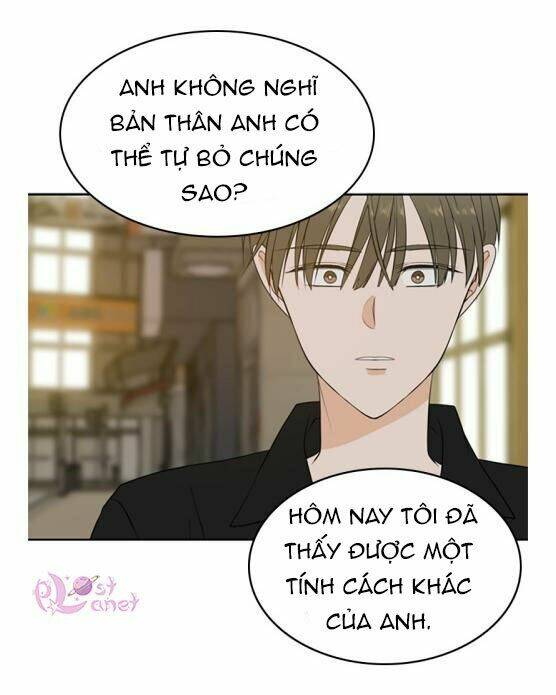 ANH KHÔNG NGHĨ
BẢN THÂN ANH CÓ
THỂ TỰ BỎ CHÚNG
SAO?
HÔM NAY TÔI ĐÃ
THẤY ĐƯỢC MỘT
TÍNH CÁCH KHÁC
CỦA ANH.
Lost
Planet